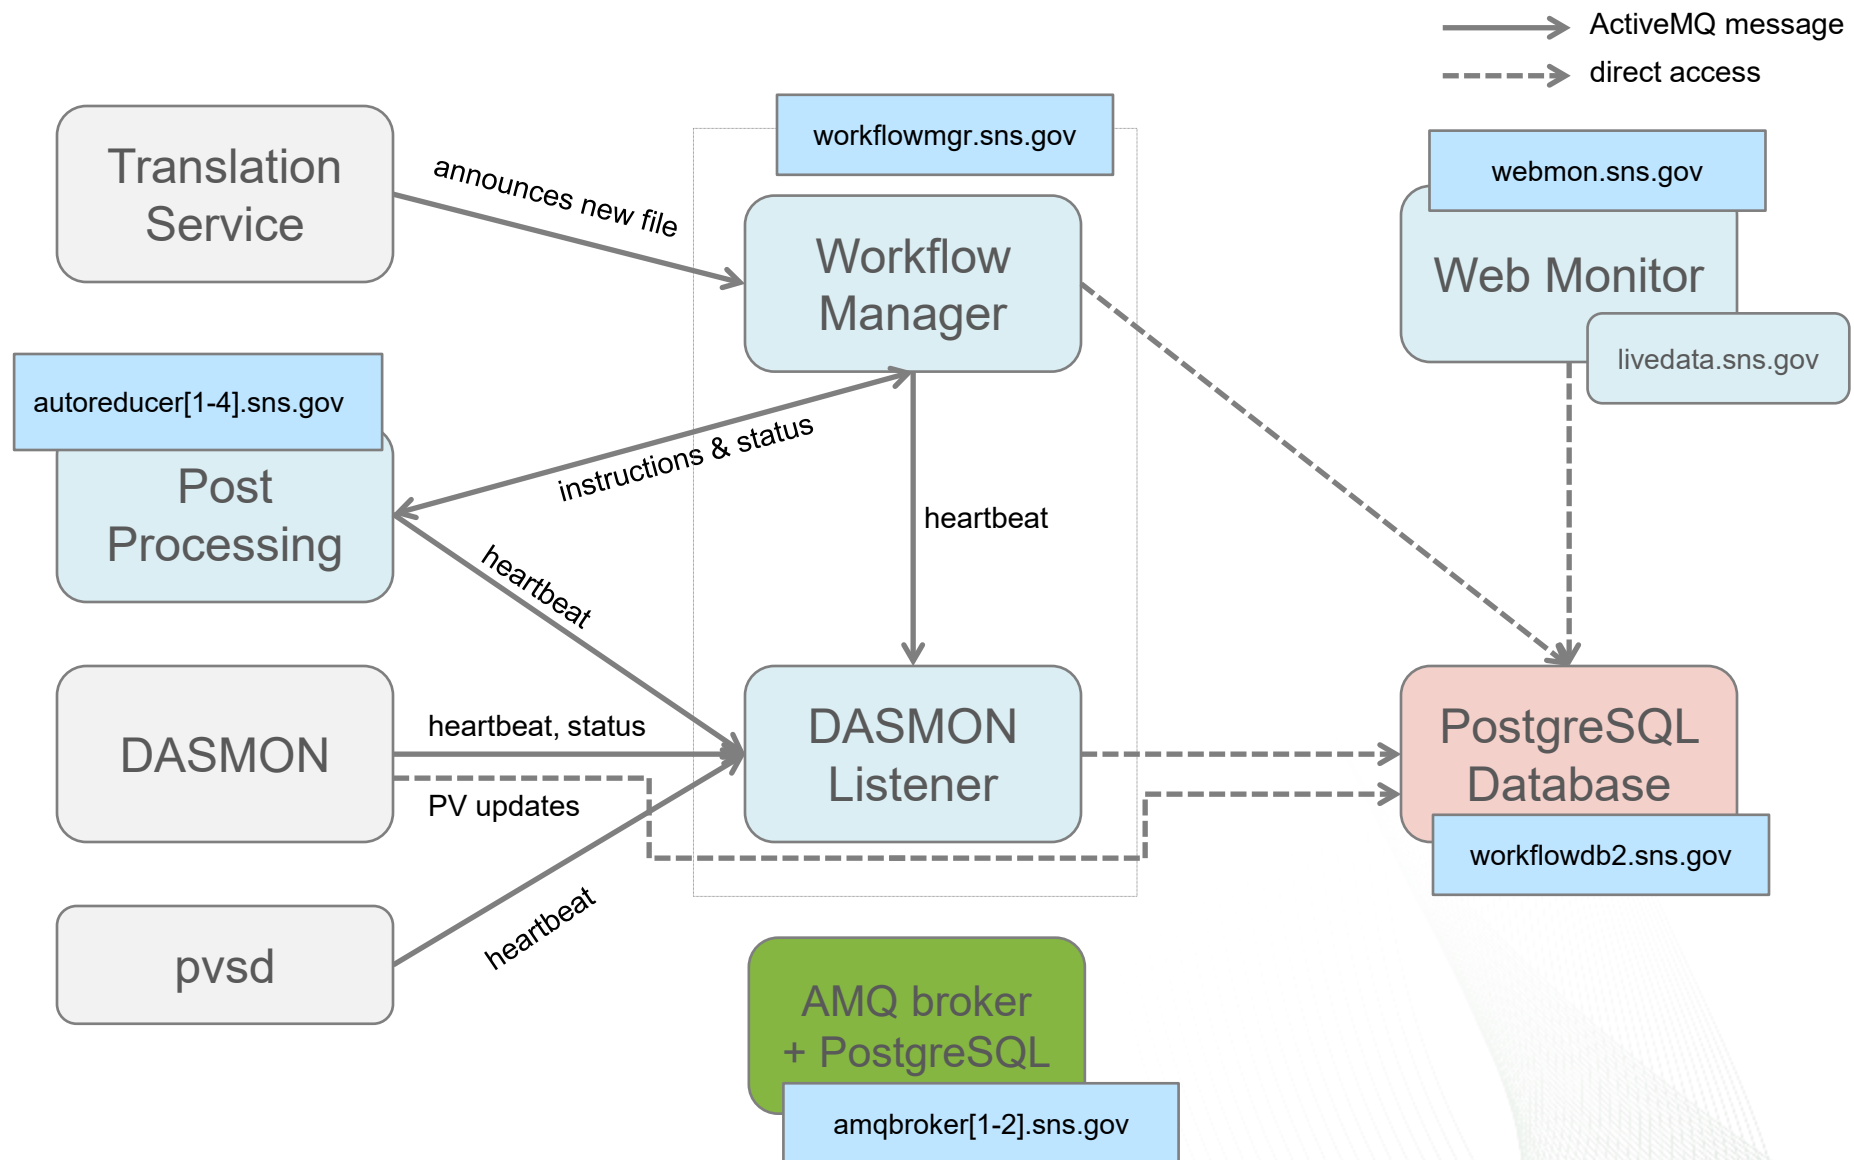 ActiveMQ message
direct access
workflowmgr.sns.gov
webmon.sns.gov
Translation
Service
announces new file
Workflow
Manager
Web Monitor
livedata.sns.gov
autoreducer[1-4].sns.gov
Post
Processing
instructions & status
heartbeat
heartbeat
DASMON
heartbeat, status
PV updates
DASMON
Listener
PostgreSQL
Database
workflowdb2.sns.gov
pvsd
heartbeat
AMQ broker
+ PostgreSQL
amqbroker[1-2].sns.gov